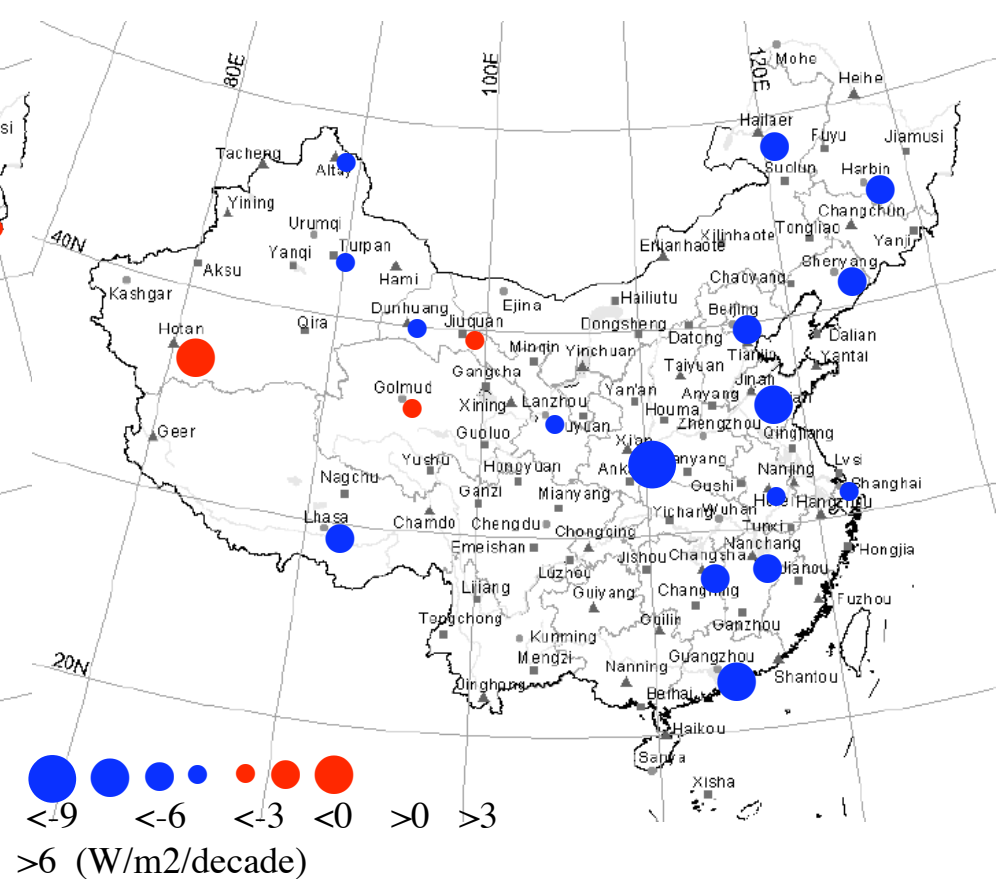 80E
100E
120E
Mohe
Heihe
Hailaer
Fuyu
Jiamusi
si
Tacheng
Altay
Suolun
Harbin
Yining
Changchun
Urumqi
Tongliao
Yanji
40N
Yanqi
Turpan
Erlianhaote
Xilinhaote
Aksu
Hami
Chaoyang
Shenyang
Kashgar
Ejina
Hailiutu
Dunhuang
Jiuquan
Beijing
Hotan
Qira
Dongsheng
Datong
Dalian
Minqin
Yinchuan
Tianjin
Yantai
Gangcha
Taiyuan
Jinan
Golmud
Xining
Lanzhou
Yan'an
Anyang
Houma
Guoluo
Zhengzhou
Qingjiang
Xian
Yushu
Hongyuan
Lvsi
Nagchu
Nanjing
Ganzi
Mianyang
Gushi
Shanghai
Hangzhou
Lhasa
Chamdo
Chengdu
Chongqing
Yichang
Wuhan
Tunxi
Emeishan
Jishou
Changsha
Nanchang
Hongjia
Luzhou
Jianou
Lijiang
Guiyang
Fuzhou
Tengchong
Guilin
Ganzhou
Kunming
Mengzi
Nanning
Guangzhou
20N
Shantou
Jinghong
Beihai
Haikou
Sanya
Xisha
<-9 <-6 <-3 <0 >0 >3
>6 (W/m2/decade)